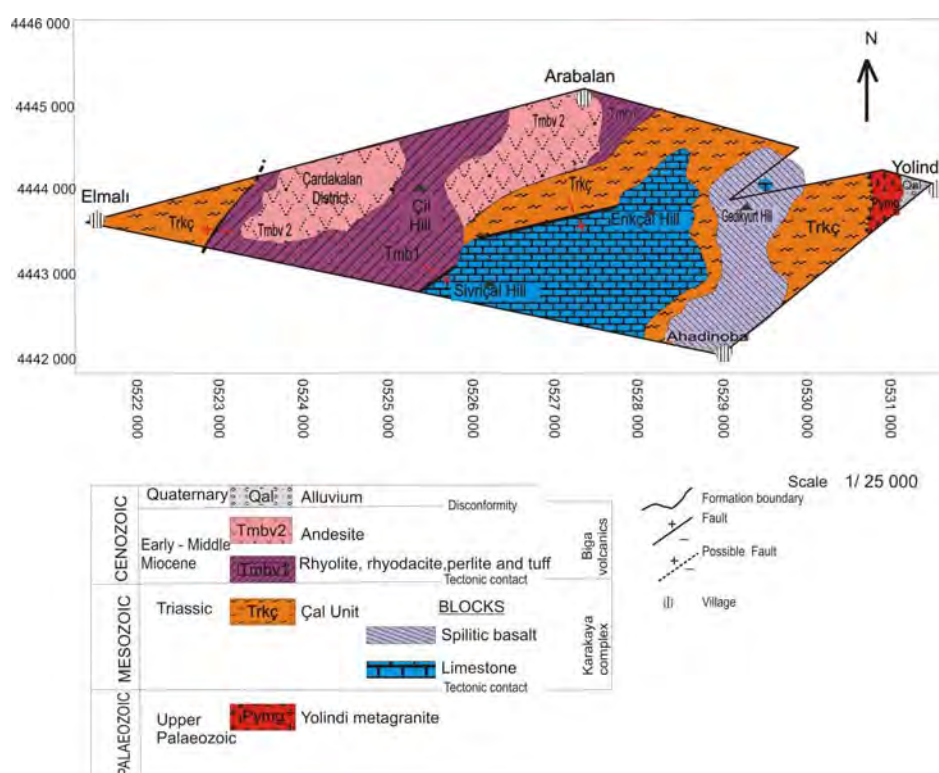 4446 000
4445 000
4444 000
4443 000
4442 000
N
Arabalan
Tmbv 2
Trkç
Çardakalan
District
Tmbv 2
Elmalı
Trkç
Çil
Hill
Tmb1
Erikçal Hill
Sivriçal Hill
Gedikyurt Hill
Trkç
Yolindi
Qal
Pymg
Ahadinoba
0522 000
0523 000
0524 000
0525 000
0526 000
0527 000
0528 000
0529 000
0530 000
0531 000
Scale 1/ 25 000
CENOZOIC
Quaternary Qal Alluvium
Disconformity
Early - Middle
Miocene
Tmbv2 Andesite
Tmbv1 Rhyolite, rhyodacite,perlite and tuff
Tectonic contact
Biga
volcanics
MESOZOIC
Triassic Trkç Çal Unit
BLOCKS
Spilitic basalt
Limestone
Tectonic contact
Karakaya
complex
PALAEOZOIC
Upper
Palaeozoic
Pymg Yolindi metagranite
Formation boundary
+ Fault
–
+ Possible Fault
–
Village